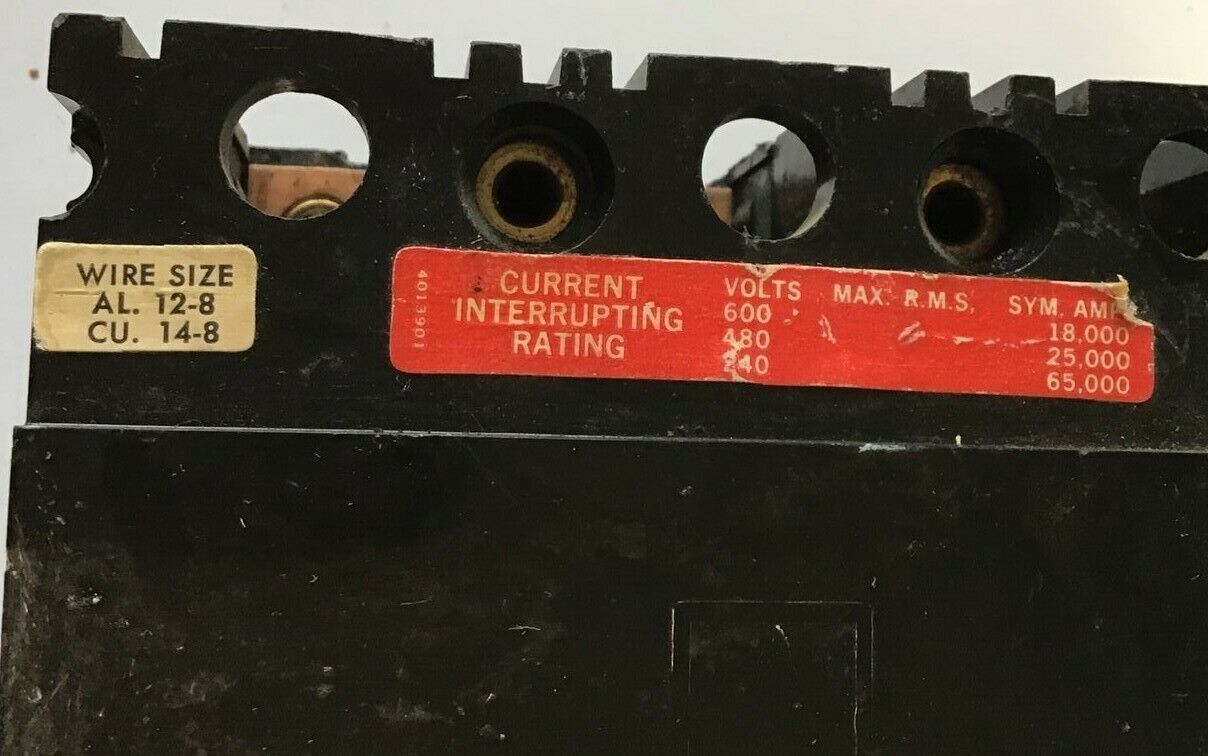 WIRE SIZE
AL. 12-8
CU. 14-8
4013901
CURRENT
INTERRUPTING
RATING
VOLTS MAX. R.M.S, SYM. AMPS
600 18,000
480 25,000
240 65,000